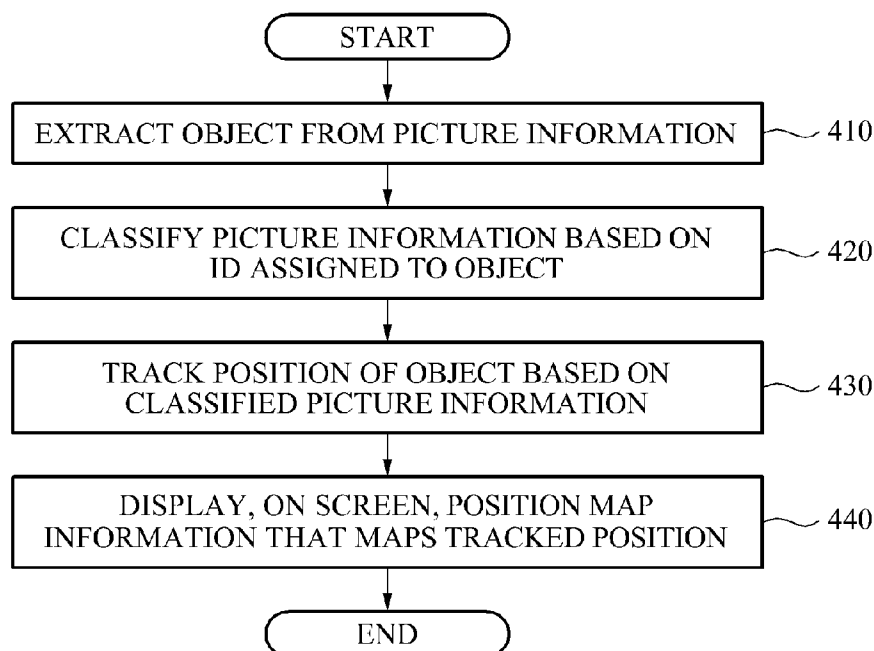 START
EXTRACT OBJECT FROM PICTURE INFORMATION
410
CLASSIFY PICTURE INFORMATION BASED ON
ID ASSIGNED TO OBJECT
420
TRACK POSITION OF OBJECT BASED ON
CLASSIFIED PICTURE INFORMATION
430
DISPLAY, ON SCREEN, POSITION MAP
INFORMATION THAT MAPS TRACKED POSITION
440
END